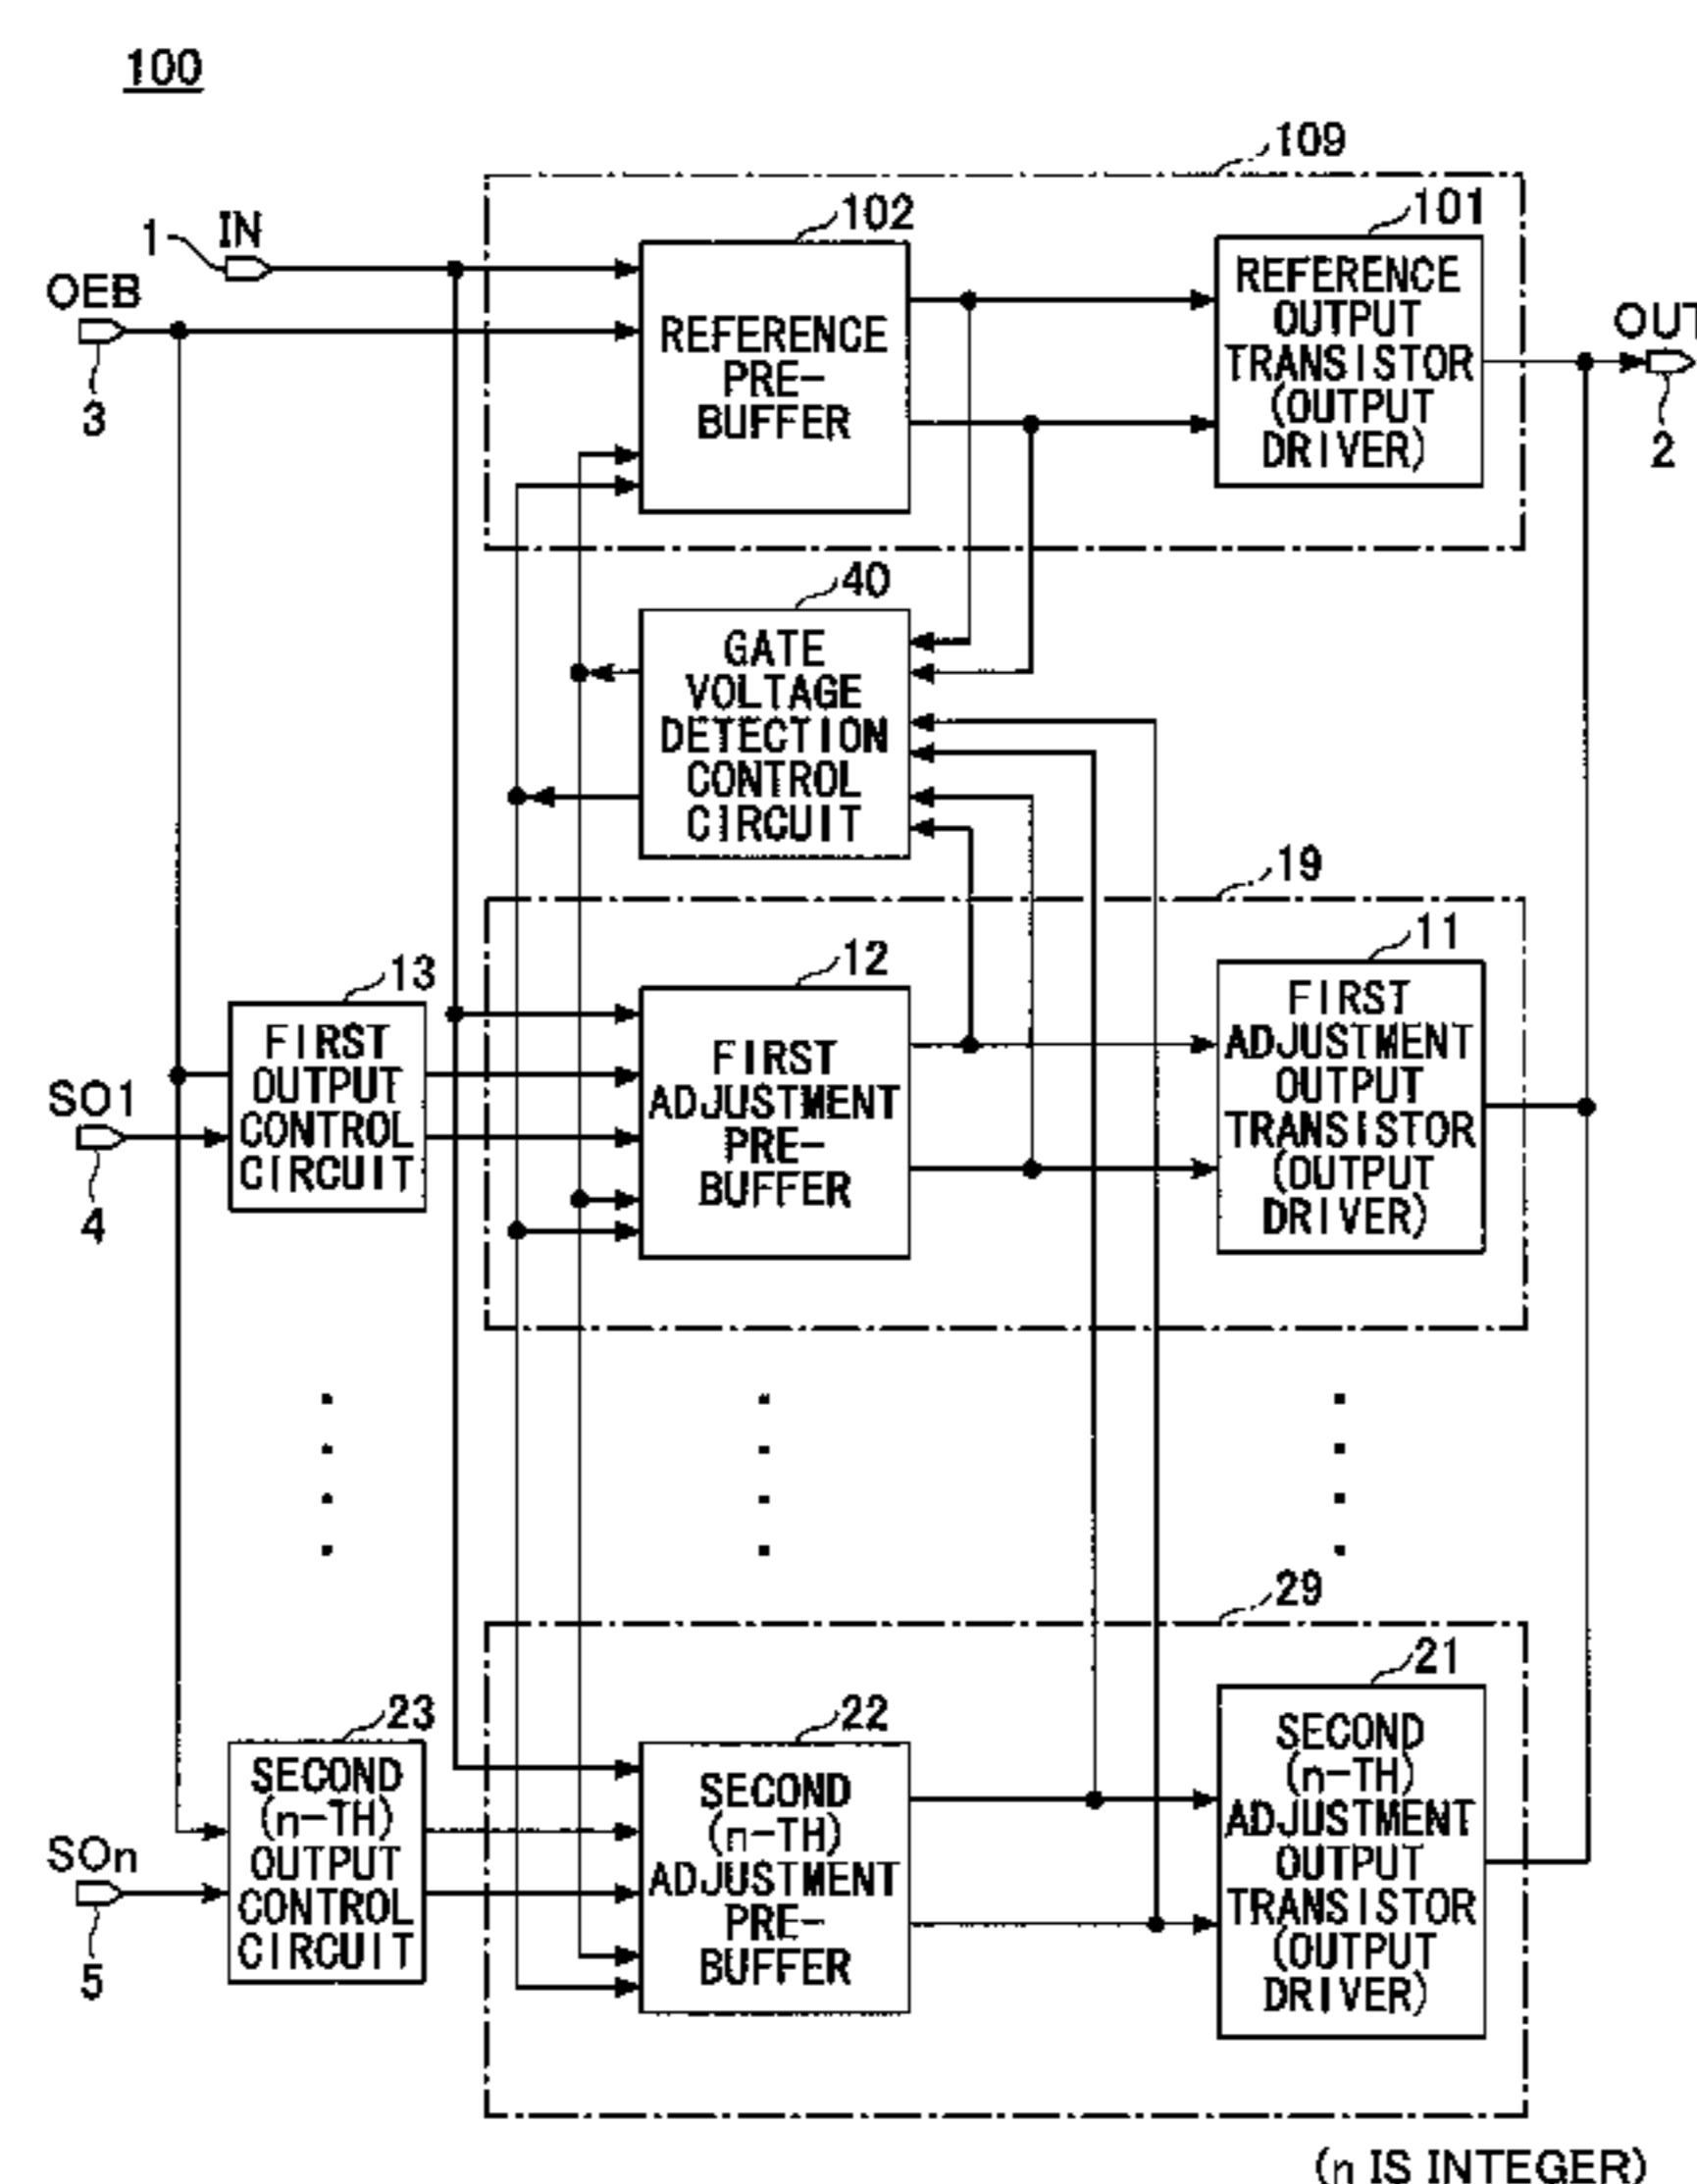 100
109
102
101
1
IN
OEB
3
REFERENCE
PRE-
BUFFER
REFERENCE
OUTPUT
TRANSISTOR
(OUTPUT
DRIVER)
OUT
2
40
GATE
VOLTAGE
DETECTION
CONTROL
CIRCUIT
19
13
12
11
FIRST
OUTPUT
CONTROL
CIRCUIT
SO1
4
FIRST
ADJUSTMENT
PRE-
BUFFER
FIRST
ADJUSTMENT
OUTPUT
TRANSISTOR
(OUTPUT
DRIVER)
29
23
22
21
SECOND
(n-TH)
OUTPUT
CONTROL
CIRCUIT
SOn
5
SECOND
(n-TH)
ADJUSTMENT
PRE-
BUFFER
SECOND
(n-TH)
ADJUSTMENT
OUTPUT
TRANSISTOR
(OUTPUT
DRIVER)
(n IS INTEGER)